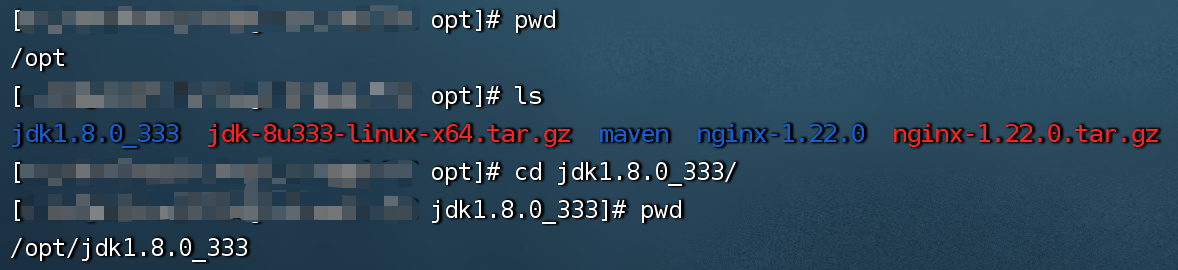 [ opt]# pwd
/opt
[ opt]# ls
jdk1.8.0_333 jdk-8u333-linux-x64.tar.gz maven nginx-1.22.0 nginx-1.22.0.tar.gz
[ opt]# cd jdk1.8.0_333/
[ jdk1.8.0_333]# pwd
/opt/jdk1.8.0_333